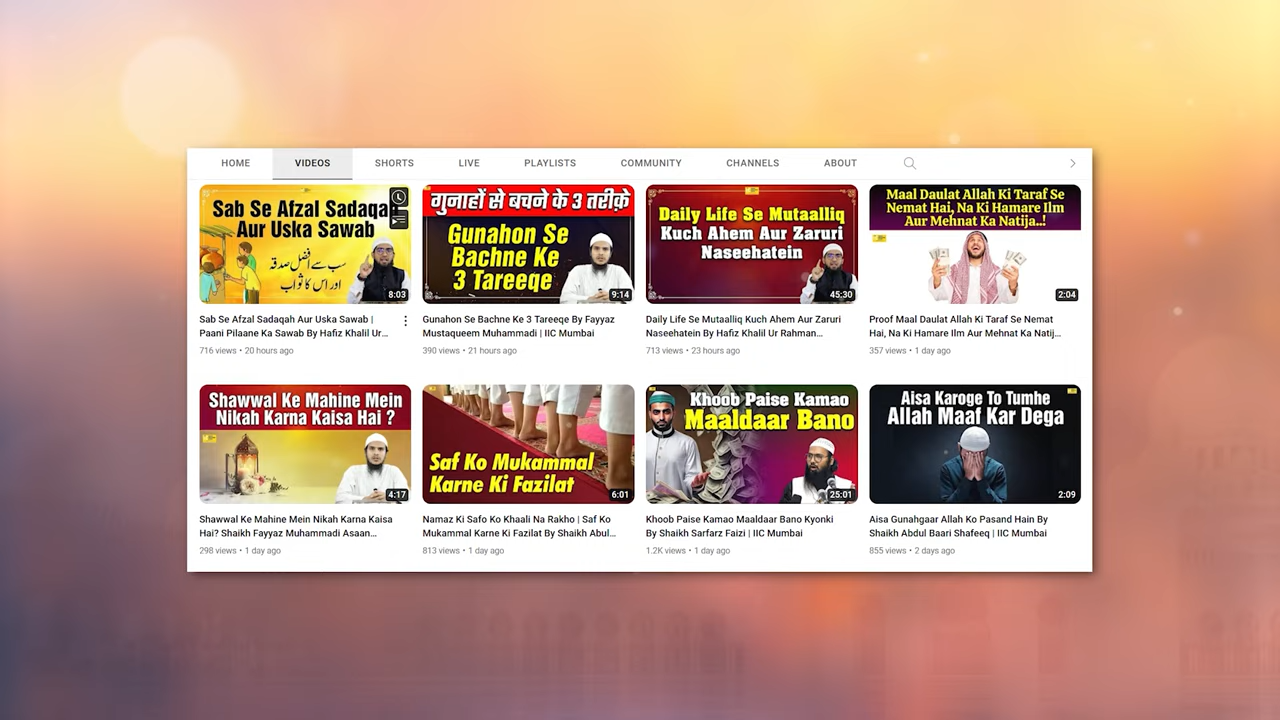 HOME VIDEOS SHORTS LIVE PLAYLISTS COMMUNITY CHANNELS ABOUT
Sab Se Afzal Sadaqa
Aur Uska Sawab
سب سے افضل صدقہ
اور اس کا ثواب
8:03
गुनाहों से बचने के 3 तरीक़े
Gunahon Se
Bachne Ke
3 Tareeqe
9:14
Daily Life Se Mutaalliq
Kuch Ahem Aur Zaruri
Naseehatein
45:30
Maal Daulat Allah Ki Taraf Se
Nemat Hai, Na Ki Hamare Ilm
Aur Mehnat Ka Natija..!
2:04
Sab Se Afzal Sadaqah Aur Uska Sawab |
Paani Pilaane Ka Sawab By Hafiz Khalil Ur...
716 views • 20 hours ago
Gunahon Se Bachne Ke 3 Tareeqe By Fayyaz
Mustaqueem Muhammadi | IIC Mumbai
390 views • 21 hours ago
Daily Life Se Mutaalliq Kuch Ahem Aur Zaruri
Naseehatein By Hafiz Khalil Ur Rahman...
713 views • 23 hours ago
Proof Maal Daulat Allah Ki Taraf Se Nemat
Hai, Na Ki Hamare Ilm Aur Mehnat Ka Natij...
357 views • 1 day ago
Shawwal Ke Mahine Mein
Nikah Karna Kaisa Hai ?
4:17
Saf Ko Mukammal
Karne Ki Fazilat
6:01
Khoob Paise Kamao
Maaldaar Bano
25:01
Aisa Karoge To Tumhe
Allah Maaf Kar Dega
2:09
Shawwal Ke Mahine Mein Nikah Karna Kaisa
Hai? Shaikh Fayyaz Muhammadi Asaan...
298 views • 1 day ago
Namaz Ki Safo Ko Khaali Na Rakho | Saf Ko
Mukammal Karne Ki Fazilat By Shaikh Abul...
813 views • 1 day ago
Khoob Paise Kamao Maaldaar Bano Kyonki
By Shaikh Sarfarz Faizi | IIC Mumbai
1.2K views • 1 day ago
Aisa Gunahgaar Allah Ko Pasand Hain By
Shaikh Abdul Baari Shafeeq | IIC Mumbai
855 views • 2 days ago